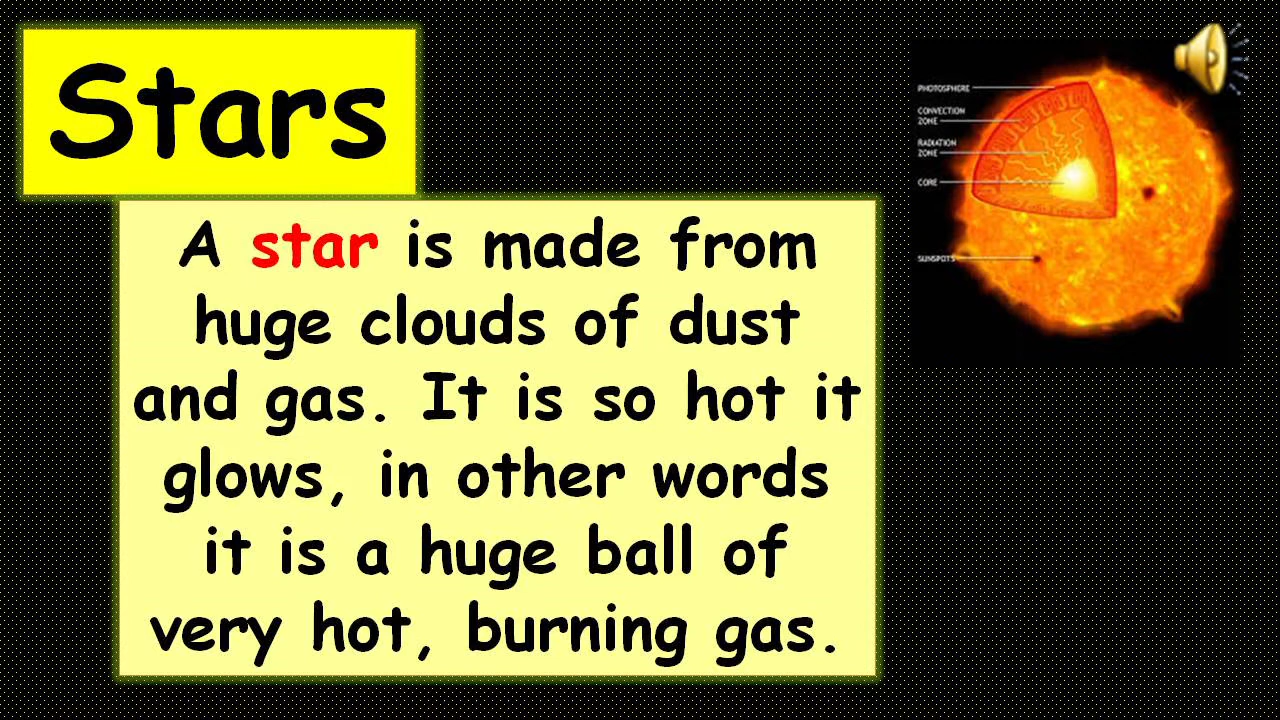 Stars
A star is made from
huge clouds of dust
and gas. It is so hot it
glows, in other words
it is a huge ball of
very hot, burning gas.
PHOTOSPHERE
CONVECTION
ZONE
RADIATION
ZONE
CORE
SUNSPOTS